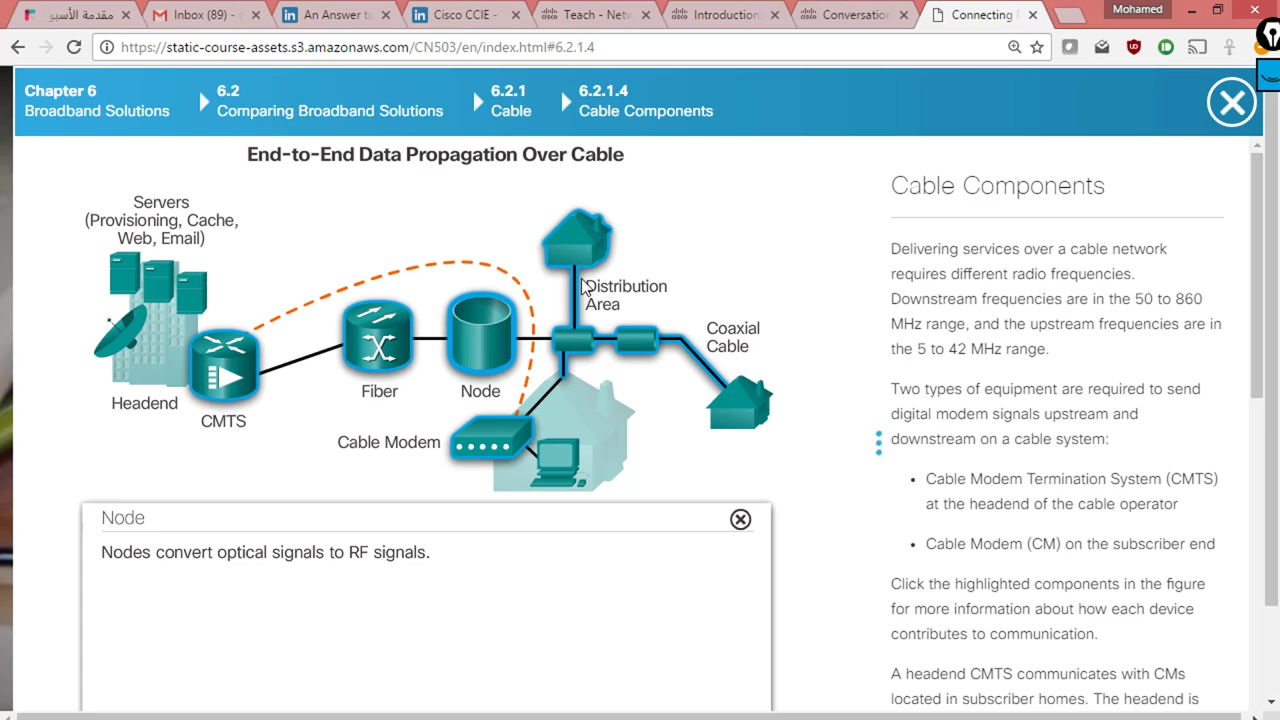 مقدمة الأسبو
Inbox (89) -
An Answer to
Cisco CCIE -
Teach - Net
Introduction
Conversation
Connecting
Mohamed
https://static-course-assets.s3.amazonaws.com/CN503/en/index.html#6.2.1.4
Chapter 6
Broadband Solutions
6.2
Comparing Broadband Solutions
6.2.1
Cable
6.2.1.4
Cable Components
End-to-End Data Propagation Over Cable
Servers
(Provisioning, Cache,
Web, Email)
Distribution
Area
Coaxial
Cable
Headend
CMTS
Fiber
Node
Cable Modem
Node
Nodes convert optical signals to RF signals.
Cable Components
Delivering services over a cable network
requires different radio frequencies.
Downstream frequencies are in the 50 to 860
MHz range, and the upstream frequencies are in
the 5 to 42 MHz range.
Two types of equipment are required to send
digital modem signals upstream and
downstream on a cable system:
• Cable Modem Termination System (CMTS)
at the headend of the cable operator
• Cable Modem (CM) on the subscriber end
Click the highlighted components in the figure
for more information about how each device
contributes to communication.
A headend CMTS communicates with CMs
located in subscriber homes. The headend is